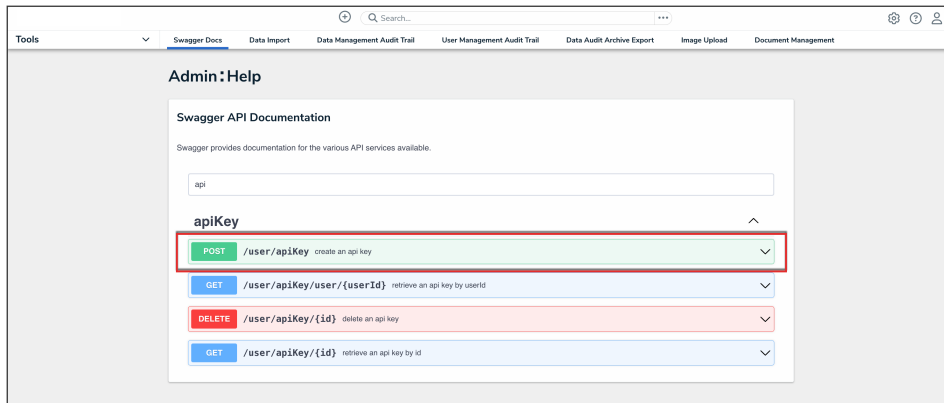 Search...
Tools
Swagger Docs Data Import Data Management Audit Trail User Management Audit Trail Data Audit Archive Export Image Upload Document Management
Admin:Help
Swagger API Documentation
Swagger provides documentation for the various API services available.
api
apiKey
POST /user/apiKey create an api key
GET /user/apiKey/user/{userId} retrieve an api key by userId
DELETE /user/apiKey/{id} delete an api key
GET /user/apiKey/{id} retrieve an api key by id